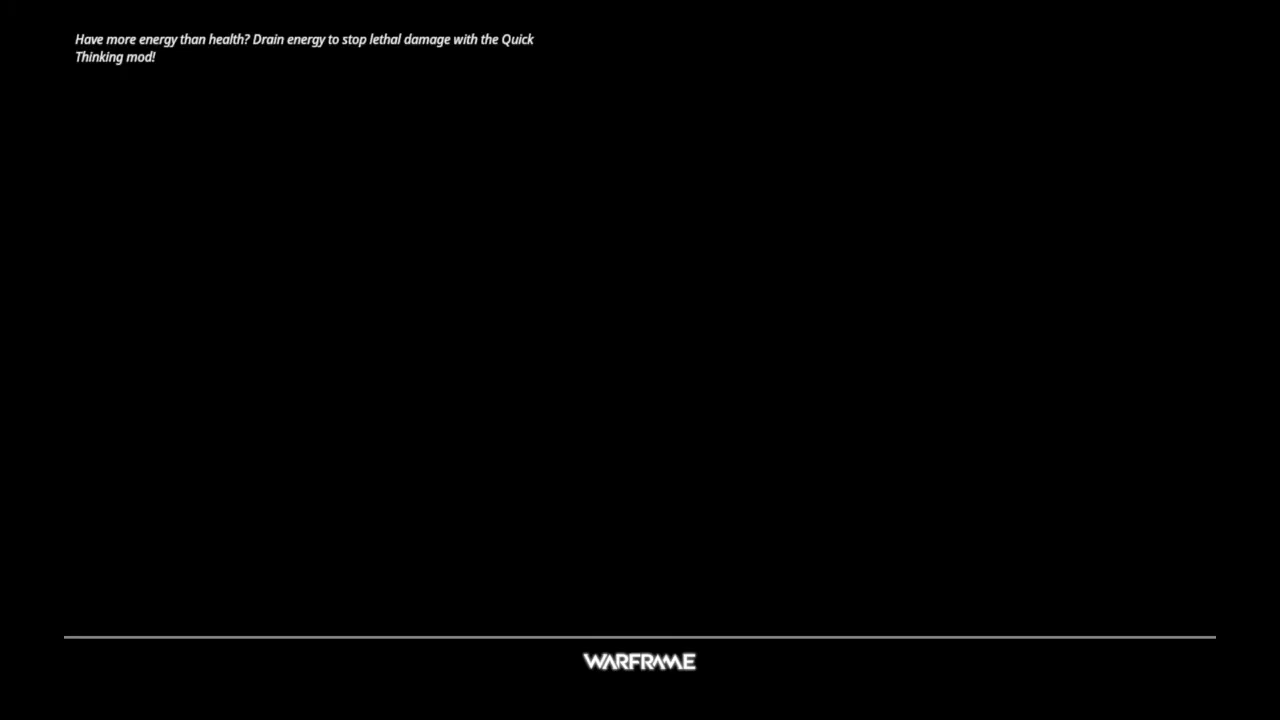 Have more energy than health? Drain energy to stop lethal damage with the Quick
Thinking mod!
WARFRAME